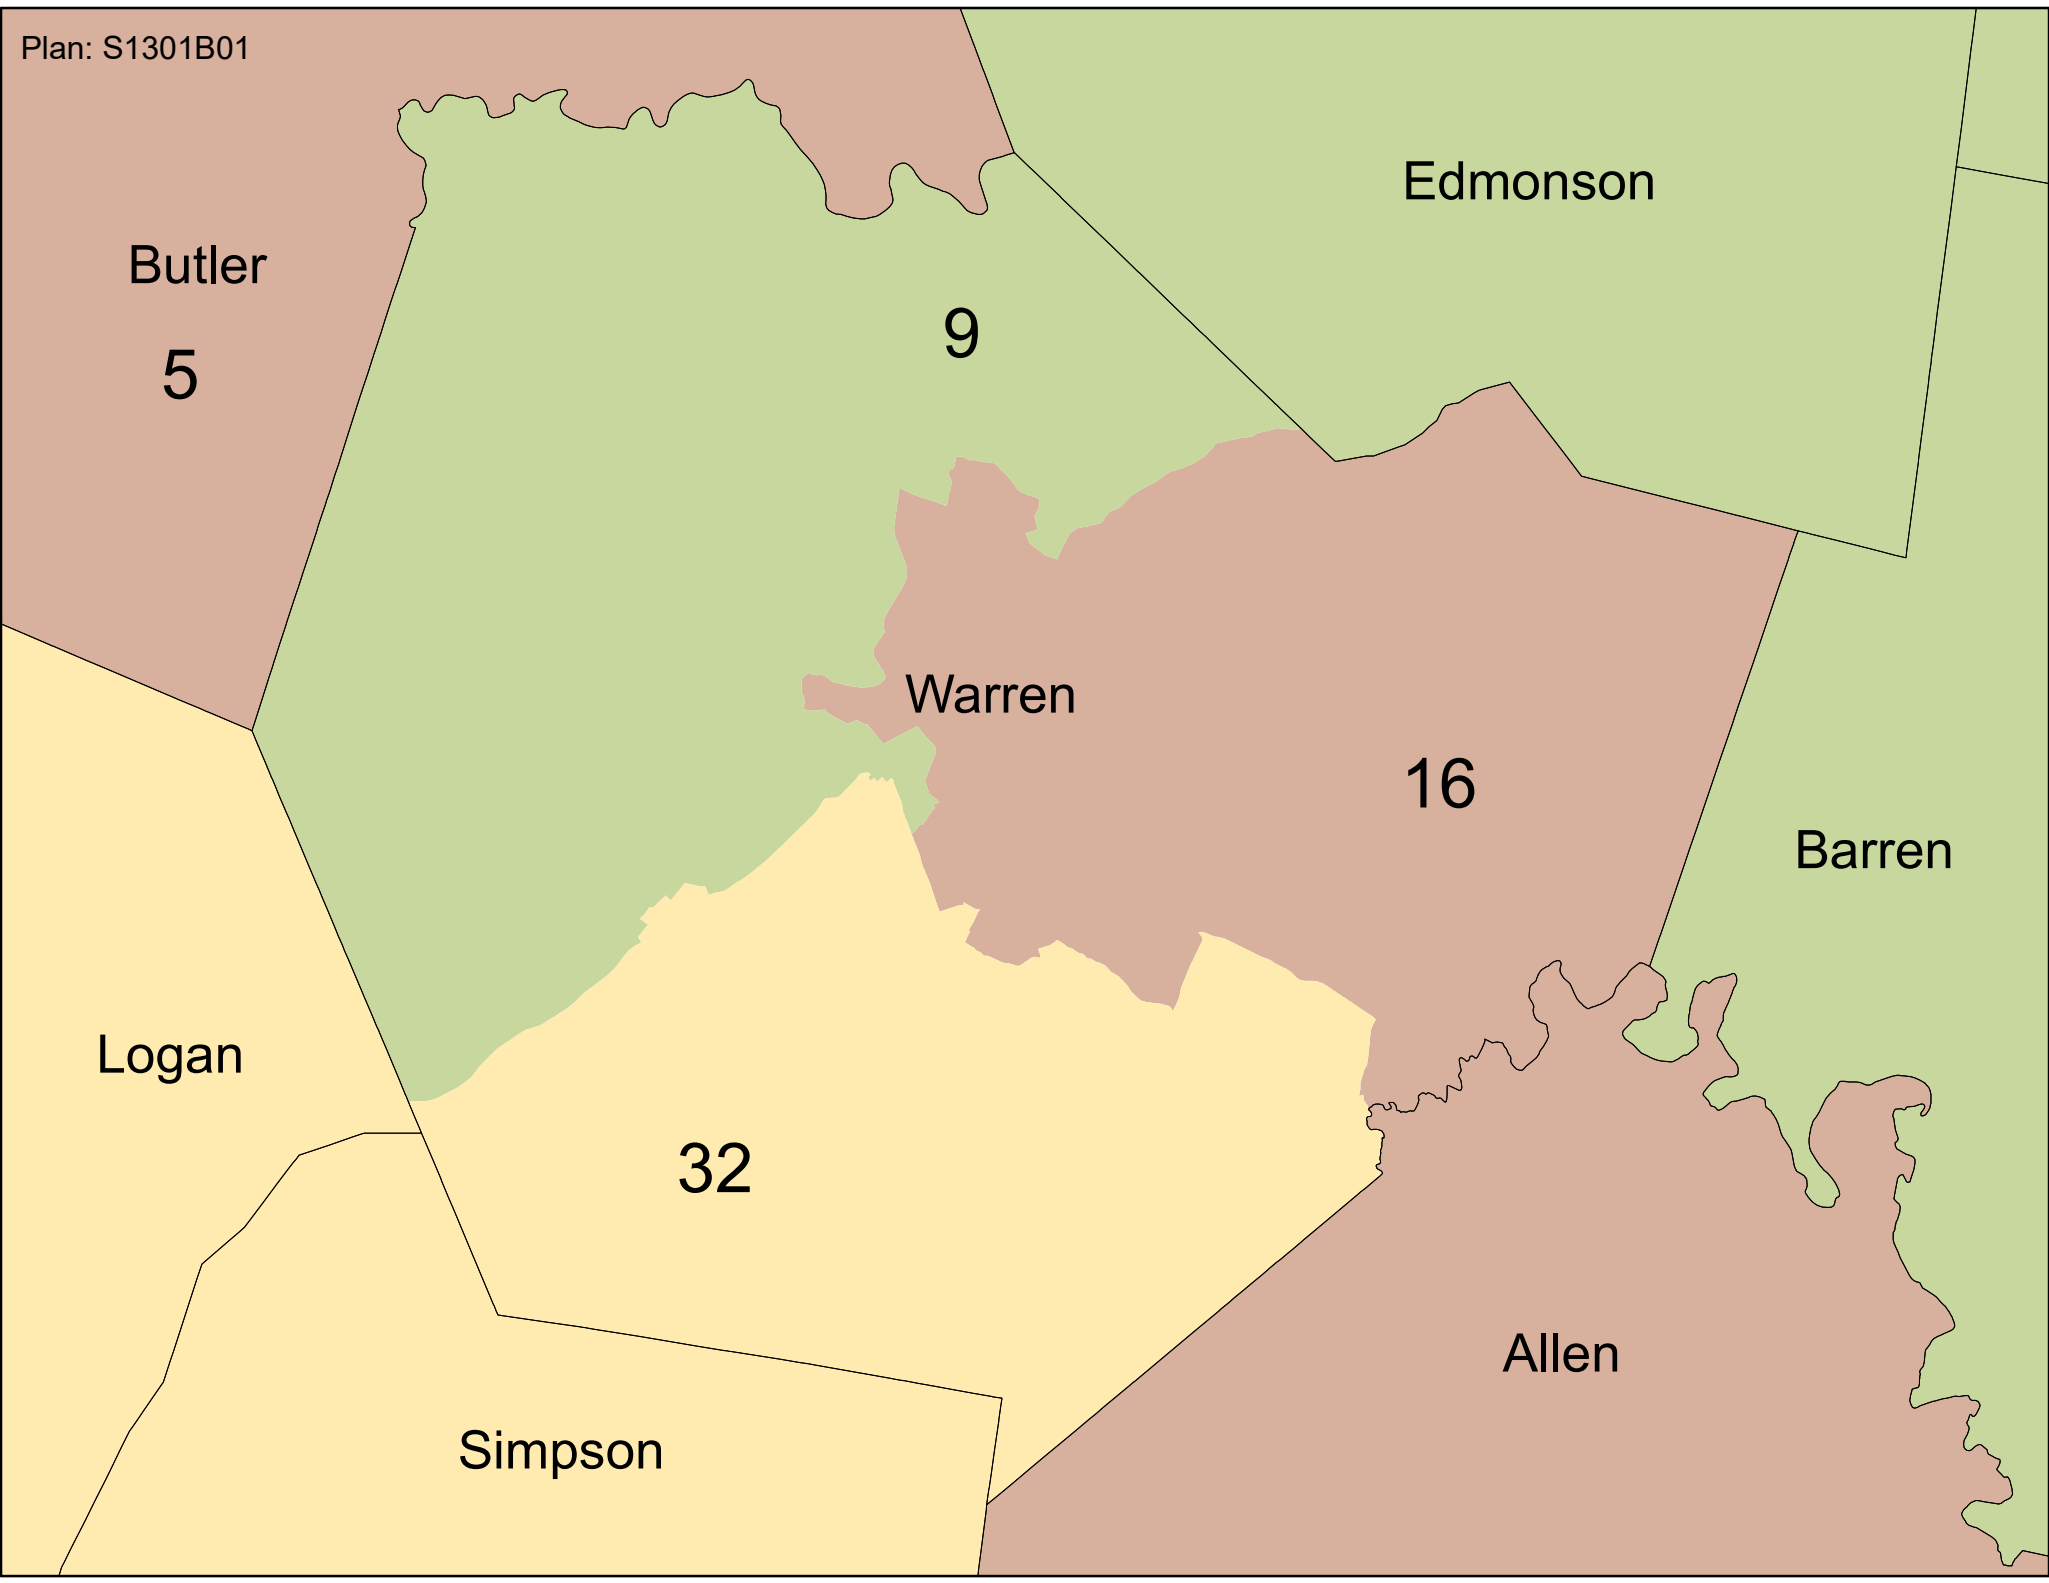 Plan: S1301B01
Edmonson
Butler
9
5
Warren
16
Barren
Logan
32
Allen
Simpson